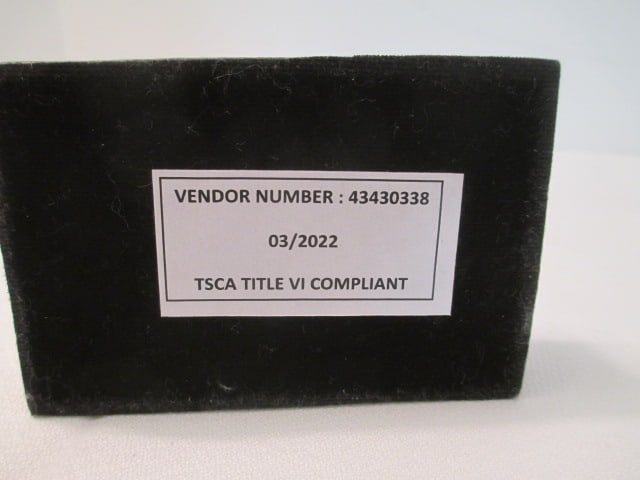 VENDOR NUMBER : 43430338
03/2022
TSCA TITLE VI COMPLIANT